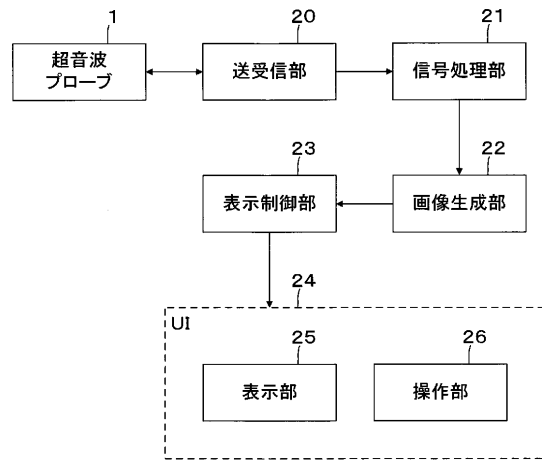 1
20
21
超音波
プローブ
送受信部
信号処理部
23
22
表示制御部
画像生成部
24
UI
25
26
表示部
操作部